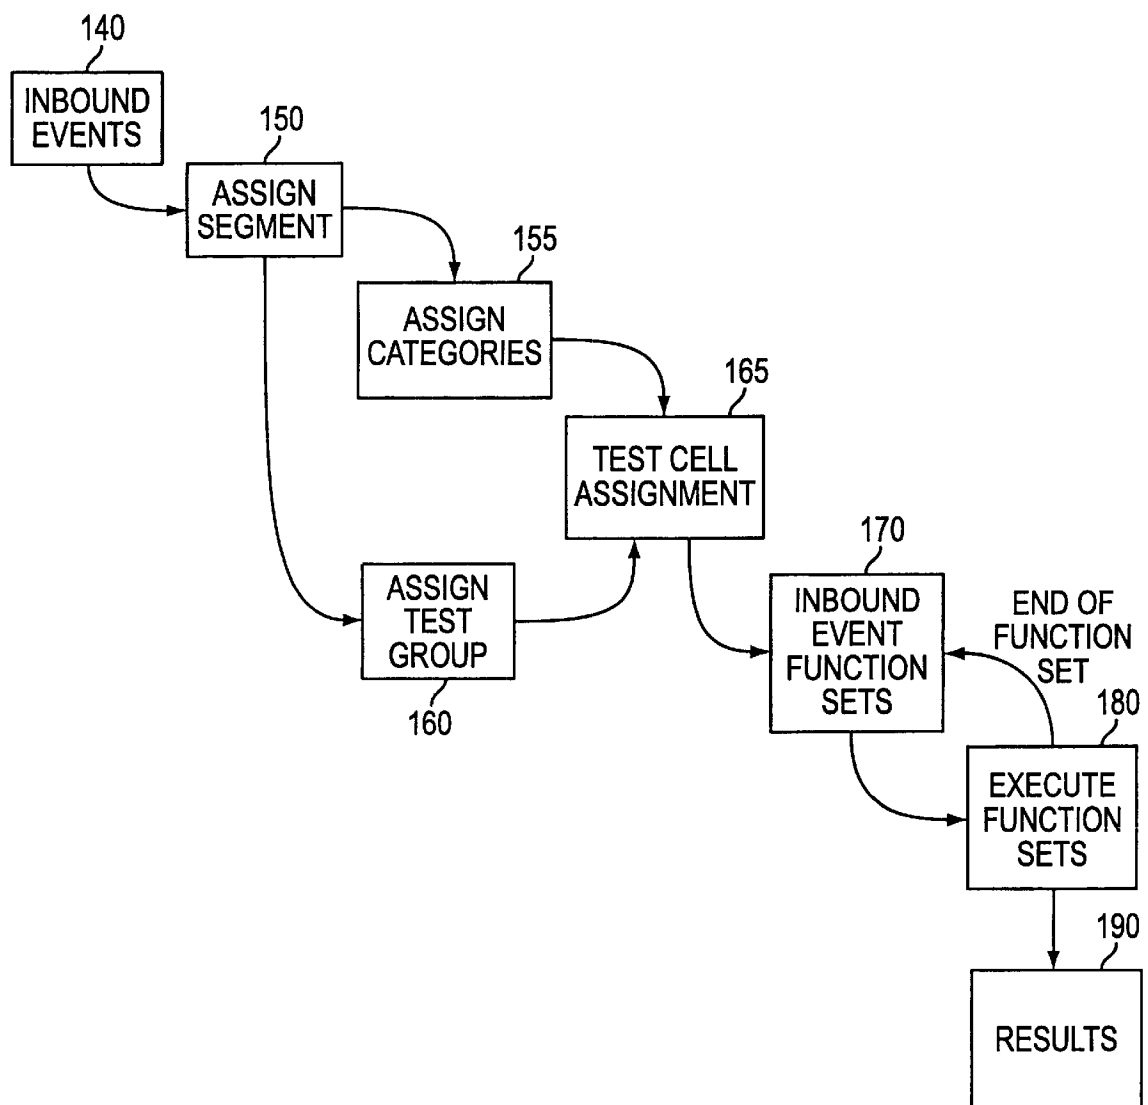 140
INBOUND
EVENTS
150
ASSIGN
SEGMENT
155
ASSIGN
CATEGORIES
165
TEST CELL
ASSIGNMENT
ASSIGN
TEST
GROUP
160
170
INBOUND
EVENT
FUNCTION
SETS
END OF
FUNCTION
SET
180
EXECUTE
FUNCTION
SETS
190
RESULTS